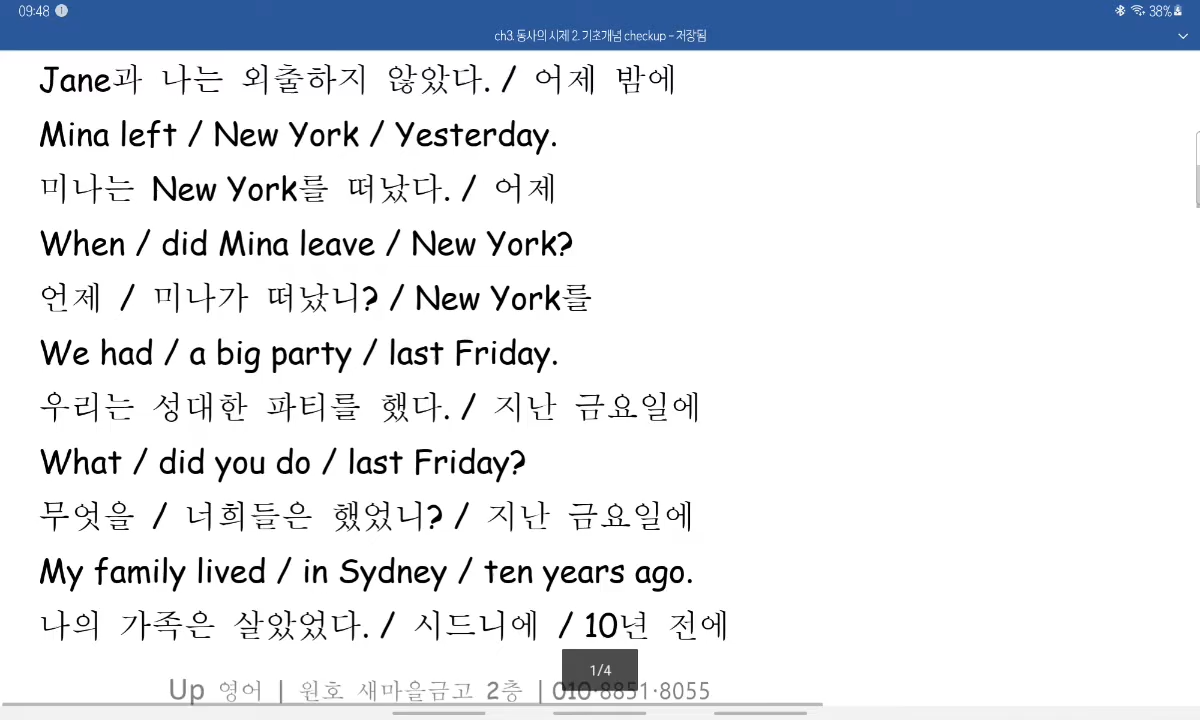 09:48
38%
ch3. 동사의 시제 2. 기초개념 checkup - 저장됨
Jane과 나는 외출하지 않았다. / 어제 밤에
Mina left / New York / Yesterday.
미나는 New York를 떠났다. / 어제
When / did Mina leave / New York?
언제 / 미나가 떠났니? / New York를
We had / a big party / last Friday.
우리는 성대한 파티를 했다. / 지난 금요일에
What / did you do / last Friday?
무엇을 / 너희들은 했었니? / 지난 금요일에
My family lived / in Sydney / ten years ago.
나의 가족은 살았었다. / 시드니에 / 10년 전에
1/4
Up 영어 | 원호 새마을금고 2층 | 010·8851·8055